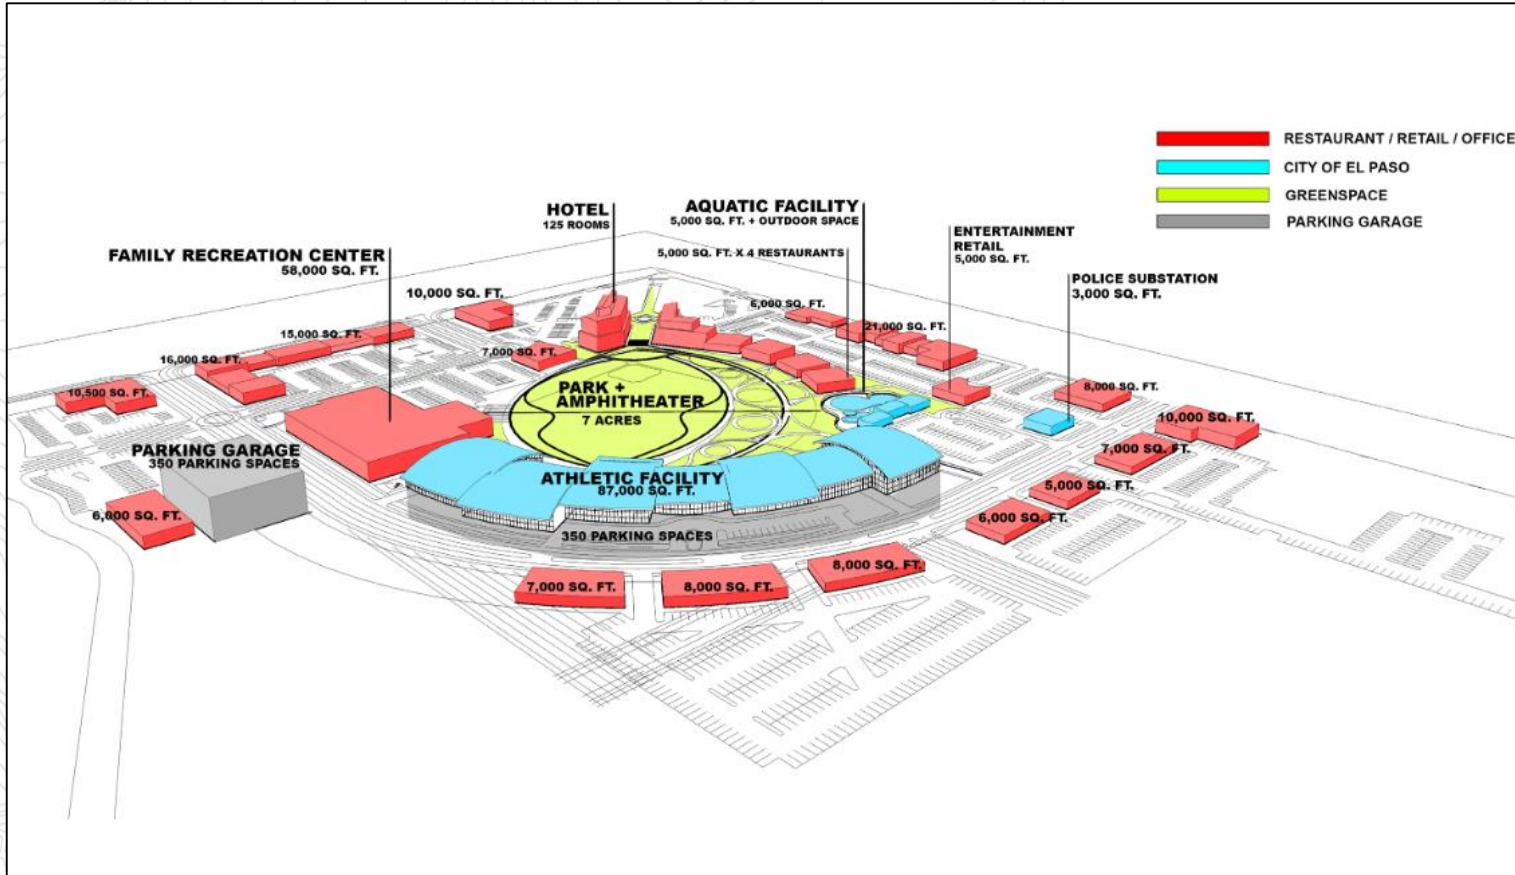 RESTAURANT / RETAIL / OFFICE
CITY OF EL PASO
GREENSPACE
PARKING GARAGE
HOTEL
125 ROOMS
AQUATIC FACILITY
5,000 SQ. FT. + OUTDOOR SPACE
5,000 SQ. FT. X 4 RESTAURANTS
ENTERTAINMENT
RETAIL
5,000 SQ. FT.
POLICE SUBSTATION
3,000 SQ. FT.
FAMILY RECREATION CENTER
58,000 SQ. FT.
10,000 SQ. FT.
6,000 SQ. FT.
21,000 SQ. FT.
15,000 SQ. FT.
7,000 SQ. FT.
16,000 SQ. FT.
10,500 SQ. FT.
PARK +
AMPHITHEATER
7 ACRES
8,000 SQ. FT.
10,000 SQ. FT.
7,000 SQ. FT.
PARKING GARAGE
350 PARKING SPACES
ATHLETIC FACILITY
87,000 SQ. FT.
5,000 SQ. FT.
6,000 SQ. FT.
6,000 SQ. FT.
350 PARKING SPACES
8,000 SQ. FT.
7,000 SQ. FT.
8,000 SQ. FT.